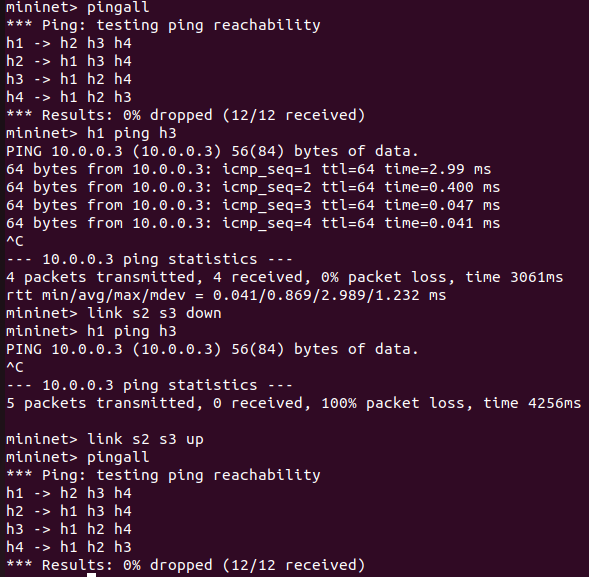 mininet> pingall
*** Ping: testing ping reachability
h1 -> h2 h3 h4
h2 -> h1 h3 h4
h3 -> h1 h2 h4
h4 -> h1 h2 h3
*** Results: 0% dropped (12/12 received)
mininet> h1 ping h3
PING 10.0.0.3 (10.0.0.3) 56(84) bytes of data.
64 bytes from 10.0.0.3: icmp_seq=1 ttl=64 time=2.99 ms
64 bytes from 10.0.0.3: icmp_seq=2 ttl=64 time=0.400 ms
64 bytes from 10.0.0.3: icmp_seq=3 ttl=64 time=0.047 ms
64 bytes from 10.0.0.3: icmp_seq=4 ttl=64 time=0.041 ms
^C
--- 10.0.0.3 ping statistics ---
4 packets transmitted, 4 received, 0% packet loss, time 3061ms
rtt min/avg/max/mdev = 0.041/0.869/2.989/1.232 ms
mininet> link s2 s3 down
mininet> h1 ping h3
PING 10.0.0.3 (10.0.0.3) 56(84) bytes of data.
^C
--- 10.0.0.3 ping statistics ---
5 packets transmitted, 0 received, 100% packet loss, time 4256ms
mininet> link s2 s3 up
mininet> pingall
*** Ping: testing ping reachability
h1 -> h2 h3 h4
h2 -> h1 h3 h4
h3 -> h1 h2 h4
h4 -> h1 h2 h3
*** Results: 0% dropped (12/12 received)